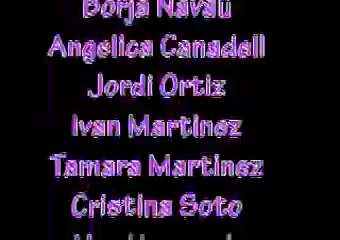 Borja Navau
Angelica Canadell
Jordi Ortiz
Ivan Martinez
Tamara Martinez
Cristina Soto